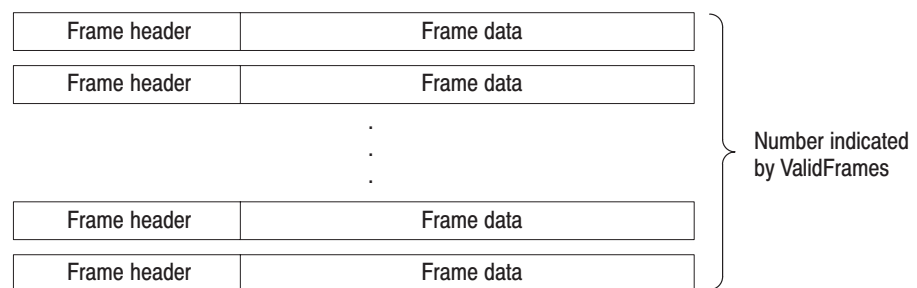 Frame header Frame data
Frame header Frame data
.
.
.
Number indicated
by ValidFrames
Frame header Frame data
Frame header Frame data